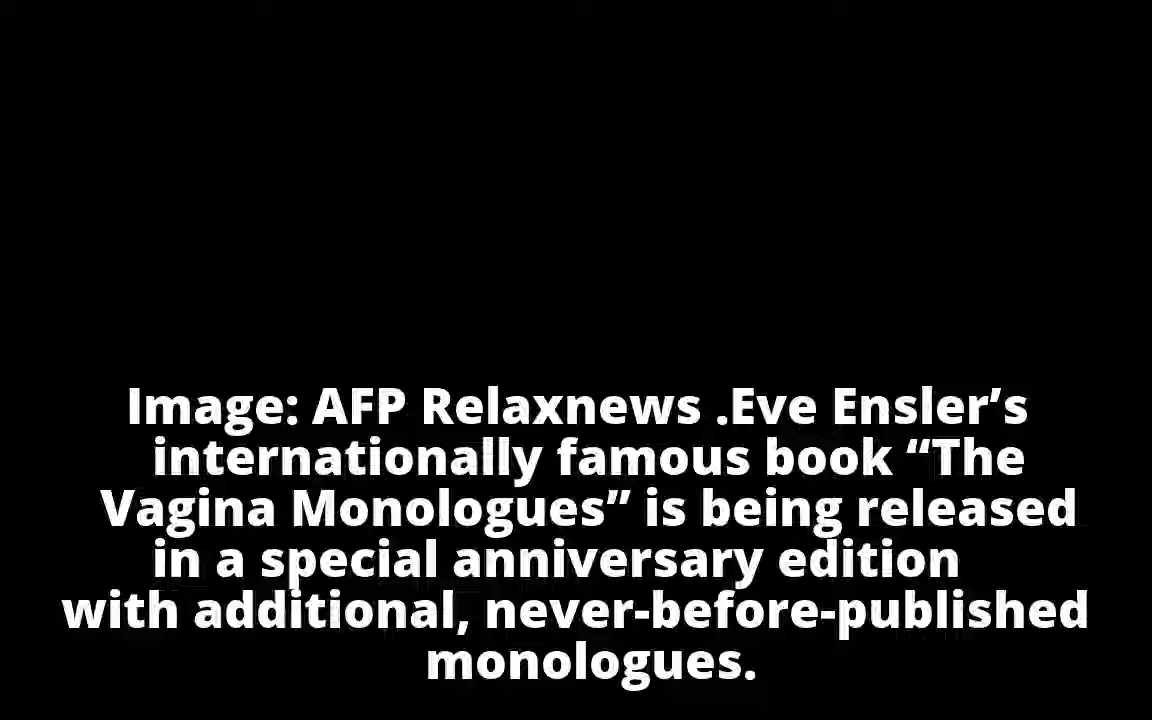 Image: AFP Relaxnews .Eve Ensler’s
internationally famous book “The
Vagina Monologues” is being released
in a special anniversary edition
with additional, never-before-published
monologues.